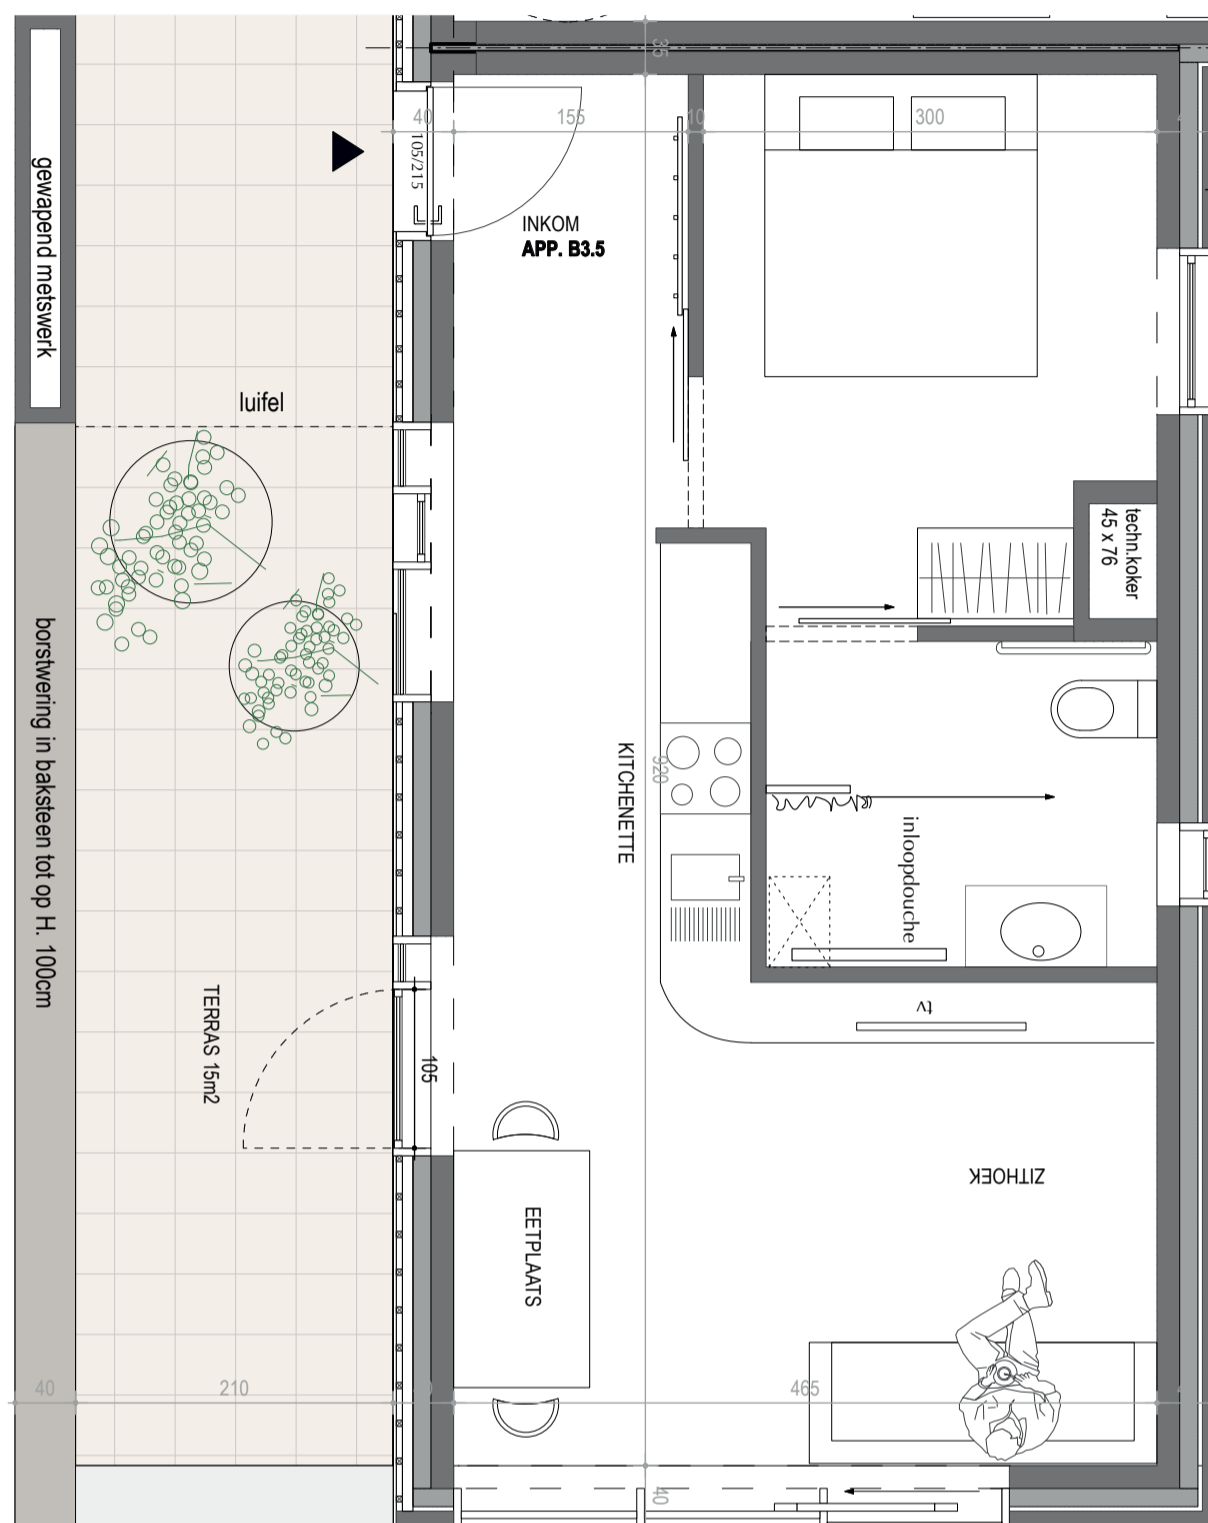 35
40
155
10
300
105/215
INKOM
APP. B3.5
gewapend metswerk
luifel
techn.koker
45 x 76
borstwering in baksteen tot op H. 100cm
KITCHENETTE
920
inloopdouche
tv
TERRAS 15m2
105
ZITHOEK
EETPLAATS
40
210
465
40